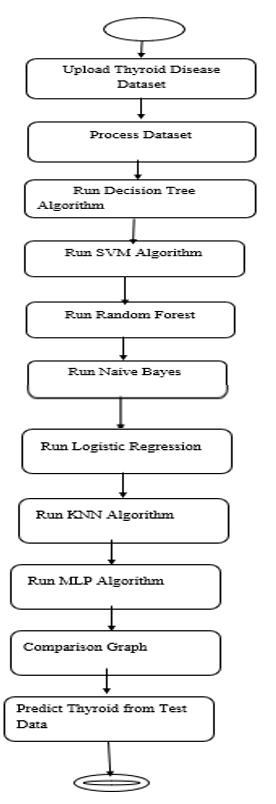 Upload Thyroid Disease
Dataset
Process Dataset
Run Decision Tree
Algorithm
Run SVM Algorithm
Run Random Forest
Run Naive Bayes
Run Logistic Regression
Run KNN Algorithm
Run MLP Algorithm
Comparison Graph
Predict Thyroid from Test
Data